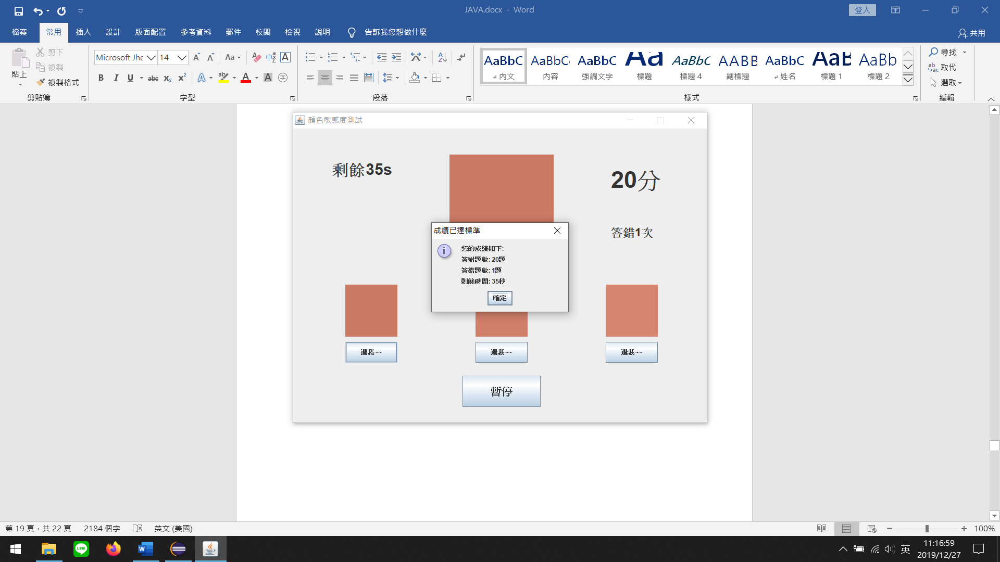 JAVA.docx - Word
登入
檔案 常用 插入 設計 版面配置 參考資料 郵件 校閱 檢視 說明 告訴我您想做什麼 共用
貼上
剪下
複製
複製格式
剪貼簿
Microsoft Jhe 14
字型
段落
AaBbC AaBbC AaBbC Aa AaBbC AABB AaBbC AaB AaBb
內文 內容 強調文字 標題 標題 4 副標題 姓名 標題 1 標題 2
樣式
尋找
取代
選取
編輯
顏色敏感度測試
剩餘35s
20分
答錯1次
成績已達標準
您的成績如下:
答對題數: 20題
答錯題數: 1題
剩餘時間: 35秒
確定
選我~~ 選我~~ 選我~~
暫停
第 19 頁，共 22 頁 2184 個字 英文 (美國) 100%
英
11:16:59
2019/12/27